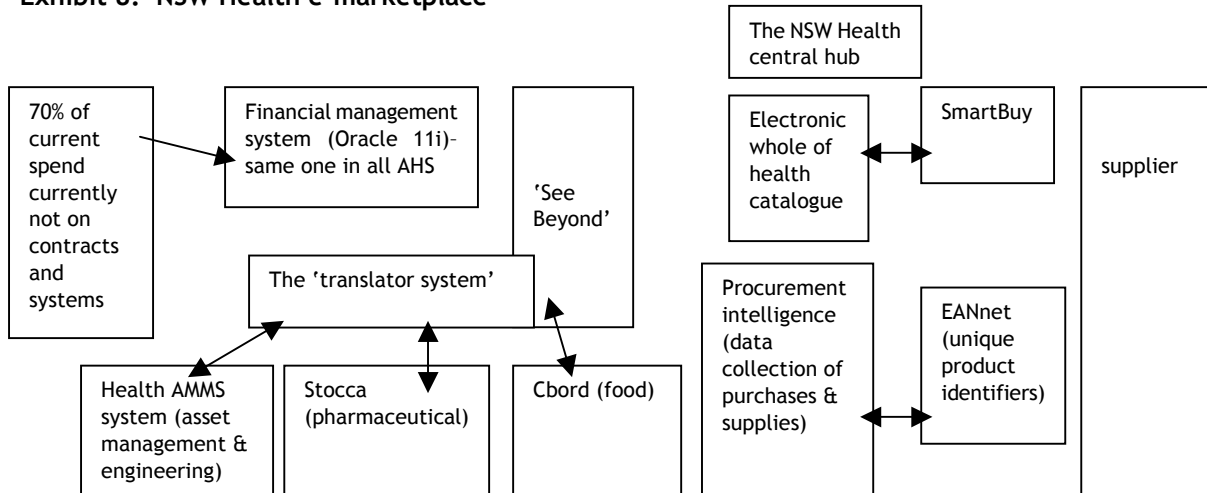 Exhibit 8: NSW Health e-marketplace
The NSW Health
central hub
70% of
current
spend
currently
not on
contracts
and
systems
Financial management
system (Oracle 11i)–
same one in all AHS
'See
Beyond'
Electronic
whole of
health
catalogue
SmartBuy
supplier
The 'translator system'
Procurement
intelligence
(data
collection of
purchases &
supplies)
EANnet
(unique
product
identifiers)
Health AMMS
system (asset
management &
engineering)
Stocca
(pharmaceutical)
Cbord (food)